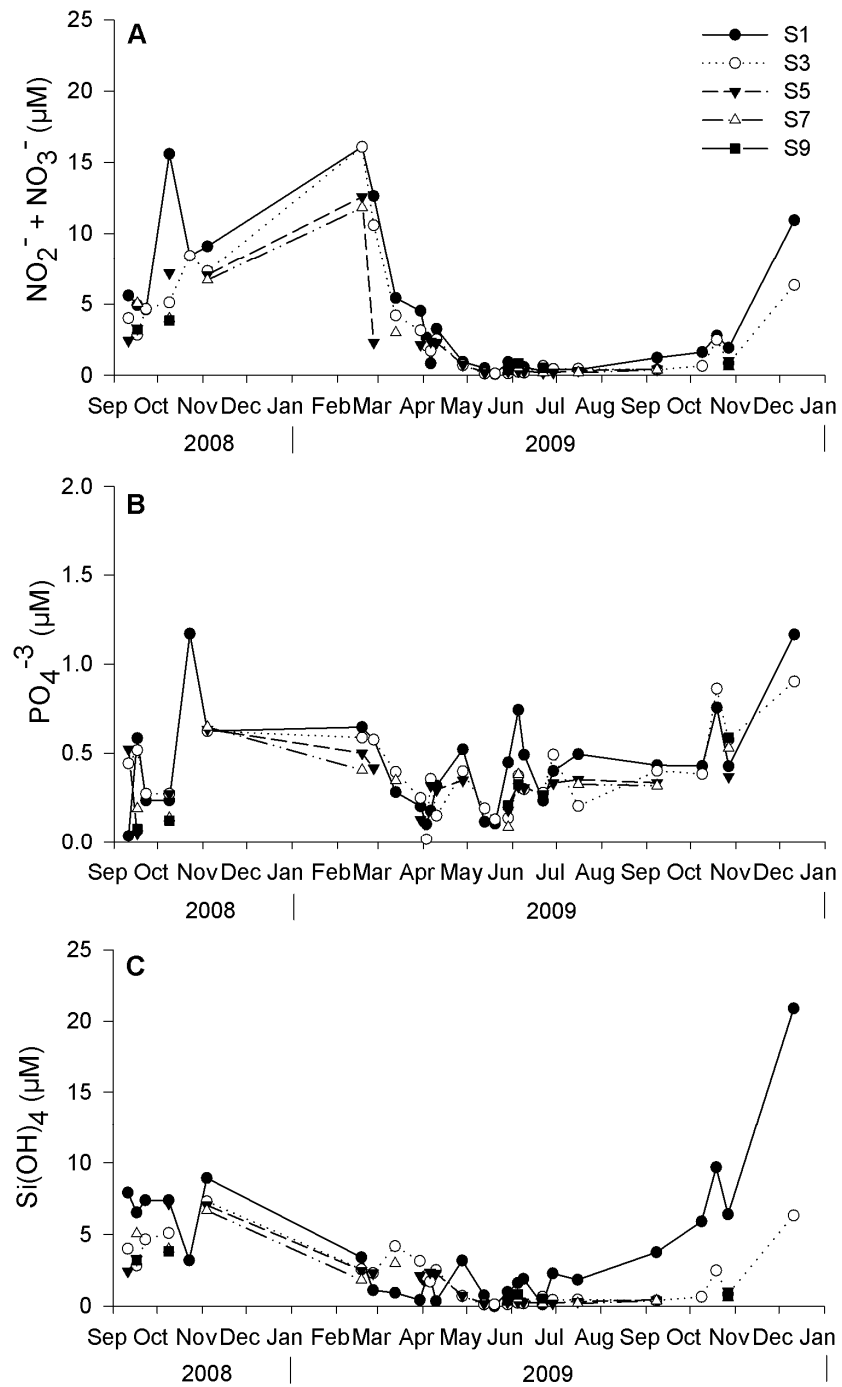 A
25
20
15
10
5
0
NO2- + NO3- (µM)
S1
S3
S5
S7
S9
Sep Oct Nov Dec Jan Feb Mar Apr May Jun Jul Aug Sep Oct Nov Dec Jan
2008 2009
B
2.0
1.5
1.0
0.5
0.0
PO4-3 (µM)
Sep Oct Nov Dec Jan Feb Mar Apr May Jun Jul Aug Sep Oct Nov Dec Jan
2008 2009
C
25
20
15
10
5
0
Si(OH)4 (µM)
Sep Oct Nov Dec Jan Feb Mar Apr May Jun Jul Aug Sep Oct Nov Dec Jan
2008 2009